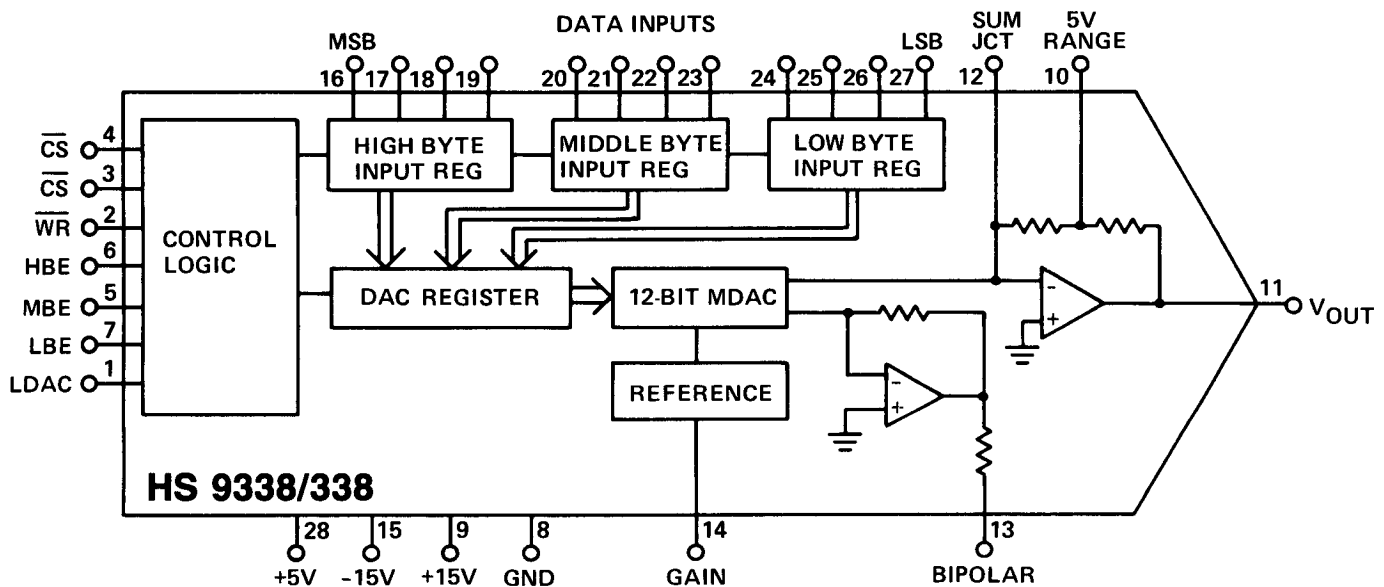 DATA INPUTS
MSB
LSB
SUM
JCT
5V
RANGE
16 17 18 19 20 21 22 23 24 25 26 27 12 10
C̅S̅ 4
C̅S̅ 3
W̅R̅ 2
HBE 6
MBE 5
LBE 7
LDAC 1
CONTROL
LOGIC
HIGH BYTE
INPUT REG
MIDDLE BYTE
INPUT REG
LOW BYTE
INPUT REG
DAC REGISTER
12-BIT MDAC
REFERENCE
-
+
-
+
11
VOUT
HS 9338/338
28 15 9 8 14 13
+5V -15V +15V GND GAIN BIPOLAR